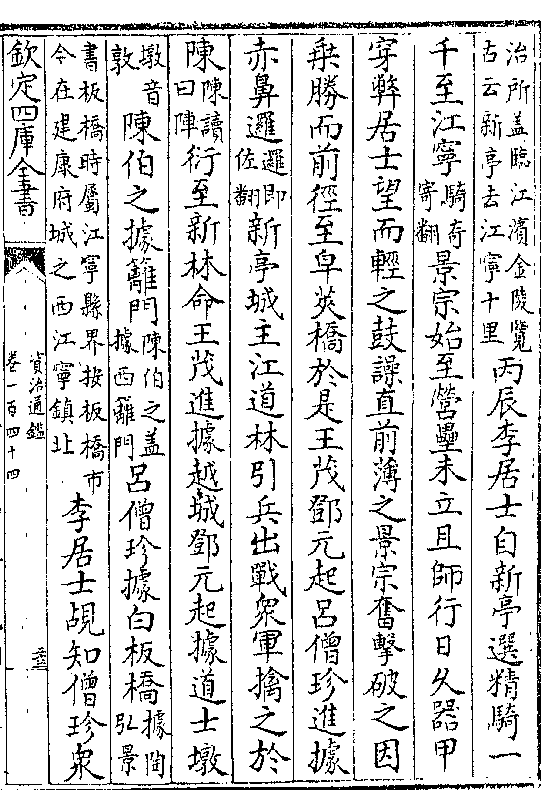 治所盖臨江濱金陵覽古云新亭去江寧十里丙辰李居士自新亭選精騎一
千至江寧騎奇寄翻景宗始至營壘未立且師行日久器甲
穿弊居士望而輕之鼓譟直前薄之景宗奮擊破之因
乗勝而前徑至皁莢橋於是王茂鄧元起呂僧珍進據
赤鼻邏邏即佐翻新亭城主江道林引兵出戰衆軍擒之於
陳陳讀曰陣衍至新林命王茂進據越城鄧元起據道士墩
墩音敦陳伯之據籬門陳伯之盖據西籬門呂僧珍據白板橋據陶弘景
書板橋時屬江寧縣界按板橋市今在建康府城之西江寧鎮北李居士覘知僧珍衆
欽定四庫全書
資治通鑑
卷一百四十四